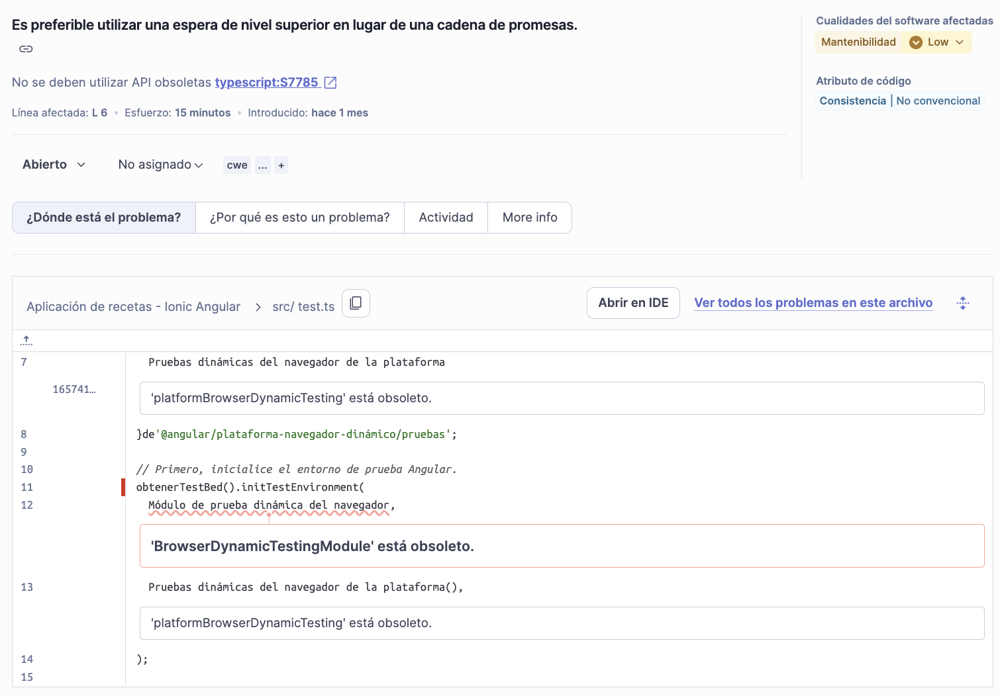 Es preferible utilizar una espera de nivel superior en lugar de una cadena de promesas.
No se deben utilizar API obsoletas typescript:S7785
Línea afectada: L 6 • Esfuerzo: 15 minutos • Introducido: hace 1 mes
Abierto No asignado cwe ... +
Cualidades del software afectadas
Mantenibilidad Low
Atributo de código
Consistencia | No convencional
¿Dónde está el problema? ¿Por qué es esto un problema? Actividad More info
Aplicación de recetas - Ionic Angular > src/ test.ts Abrir en IDE Ver todos los problemas en este archivo
7 Pruebas dinámicas del navegador de la plataforma
165741…
'platformBrowserDynamicTesting' está obsoleto.
8 }de'@angular/plataforma-navegador-dinámico/pruebas';
9
10 // Primero, inicialice el entorno de prueba Angular.
11 obtenerTestBed().initTestEnvironment(
12 Módulo de prueba dinámica del navegador,
'BrowserDynamicTestingModule' está obsoleto.
13 Pruebas dinámicas del navegador de la plataforma(),
'platformBrowserDynamicTesting' está obsoleto.
14 );
15